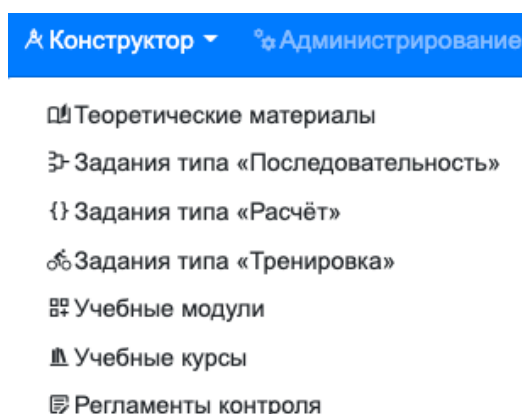 Конструктор Администрирование
Теоретические материалы
Задания типа «Последовательность»
{} Задания типа «Расчёт»
Задания типа «Тренировка»
Учебные модули
Учебные курсы
Регламенты контроля